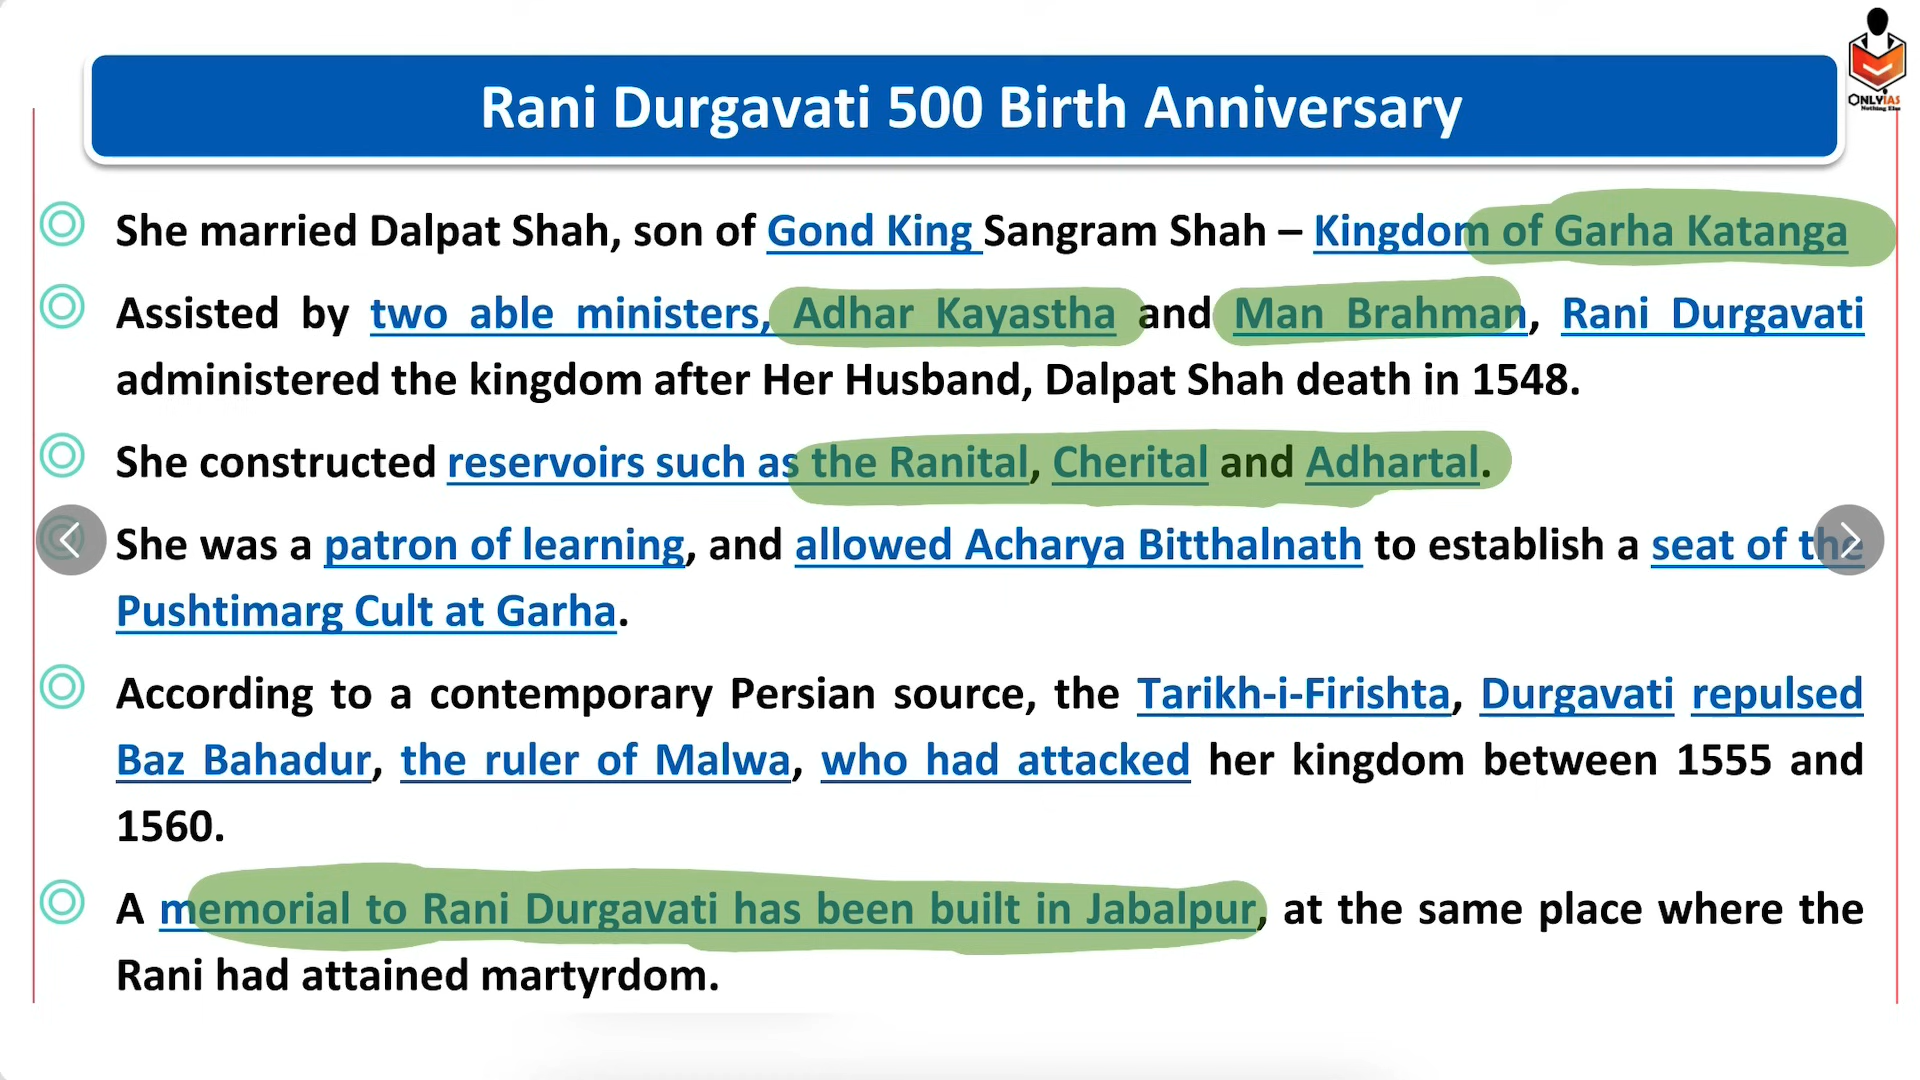 ONLYIAS
Nothing Else
Rani Durgavati 500 Birth Anniversary
She married Dalpat Shah, son of Gond King Sangram Shah – Kingdom of Garha Katanga
Assisted by two able ministers, Adhar Kayastha and Man Brahman, Rani Durgavati
administered the kingdom after Her Husband, Dalpat Shah death in 1548.
She constructed reservoirs such as the Ranital, Cherital and Adhartal.
She was a patron of learning, and allowed Acharya Bitthalnath to establish a seat of the
Pushtimarg Cult at Garha.
According to a contemporary Persian source, the Tarikh-i-Firishta, Durgavati repulsed
Baz Bahadur, the ruler of Malwa, who had attacked her kingdom between 1555 and
1560.
A memorial to Rani Durgavati has been built in Jabalpur, at the same place where the
Rani had attained martyrdom.